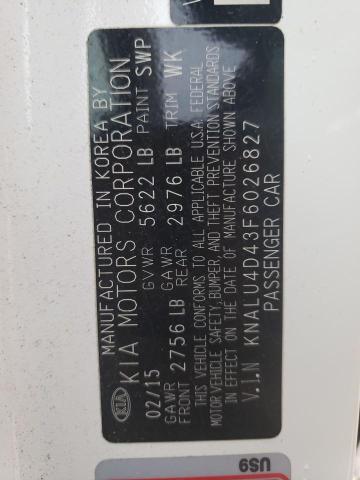 MANUFACTURED IN KOREA BY
KIA KIA MOTORS CORPORATION
02/15 GVWR 5622 LB PAINT SWP
GAWR FRONT 2756 LB GAWR REAR 2976 LB TRIM WK
THIS VEHICLE CONFORMS TO ALL APPLICABLE U.S.A. FEDERAL
MOTOR VEHICLE SAFETY, BUMPER, AND THEFT PREVENTION STANDARDS
IN EFFECT ON THE DATE OF MANUFACTURE SHOWN ABOVE
V.I.N KNALU4D43F6026827
PASSENGER CAR
US9